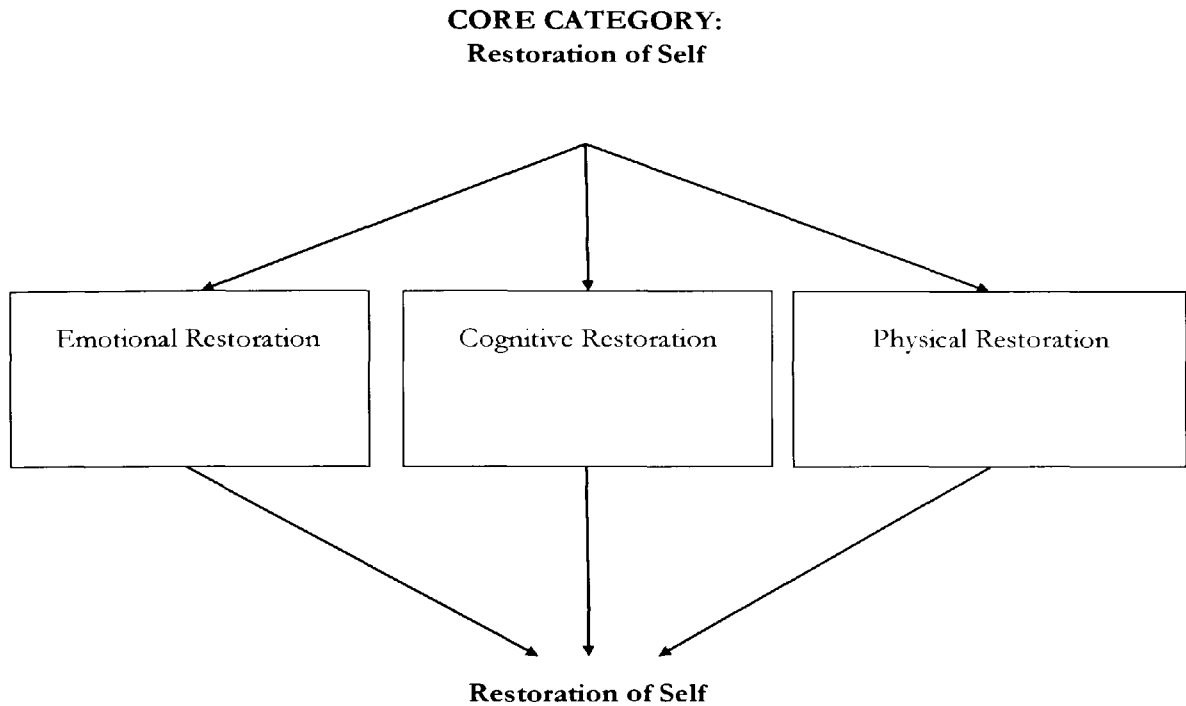 CORE CATEGORY:
Restoration of Self
Emotional Restoration
Cognitive Restoration
Physical Restoration
Restoration of Self